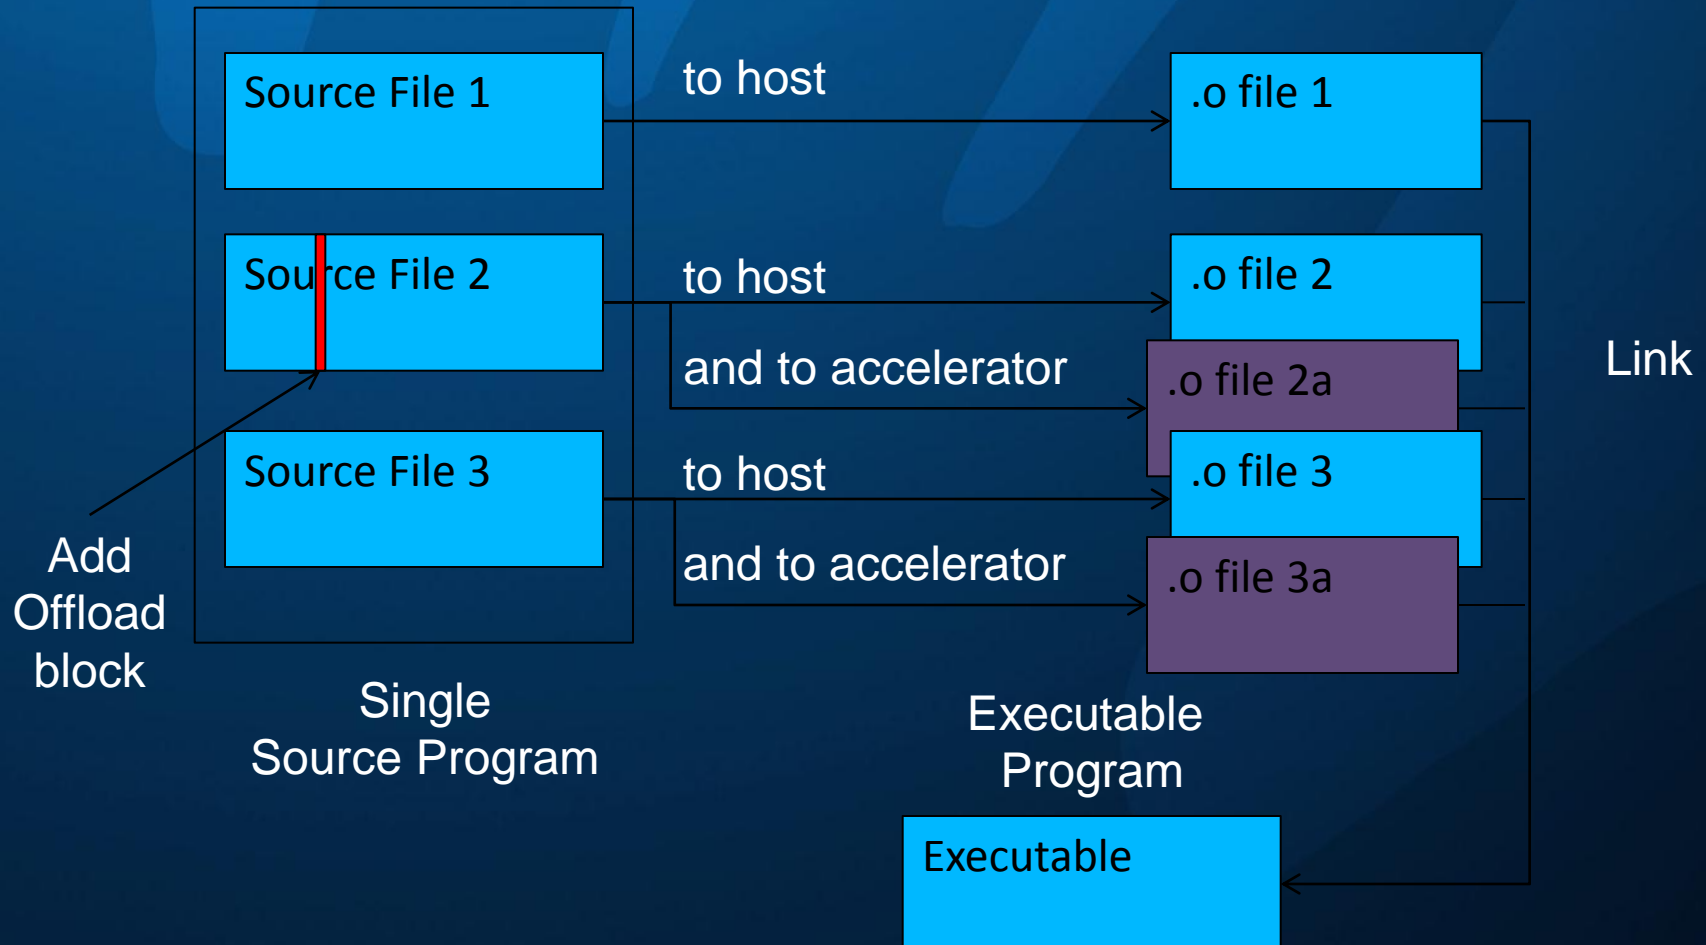 Source File 1
to host
.o file 1
Source File 2
to host
.o file 2
and to accelerator
.o file 2a
Link
Source File 3
to host
.o file 3
and to accelerator
.o file 3a
Add
Offload
block
Single
Source Program
Executable
Program
Executable